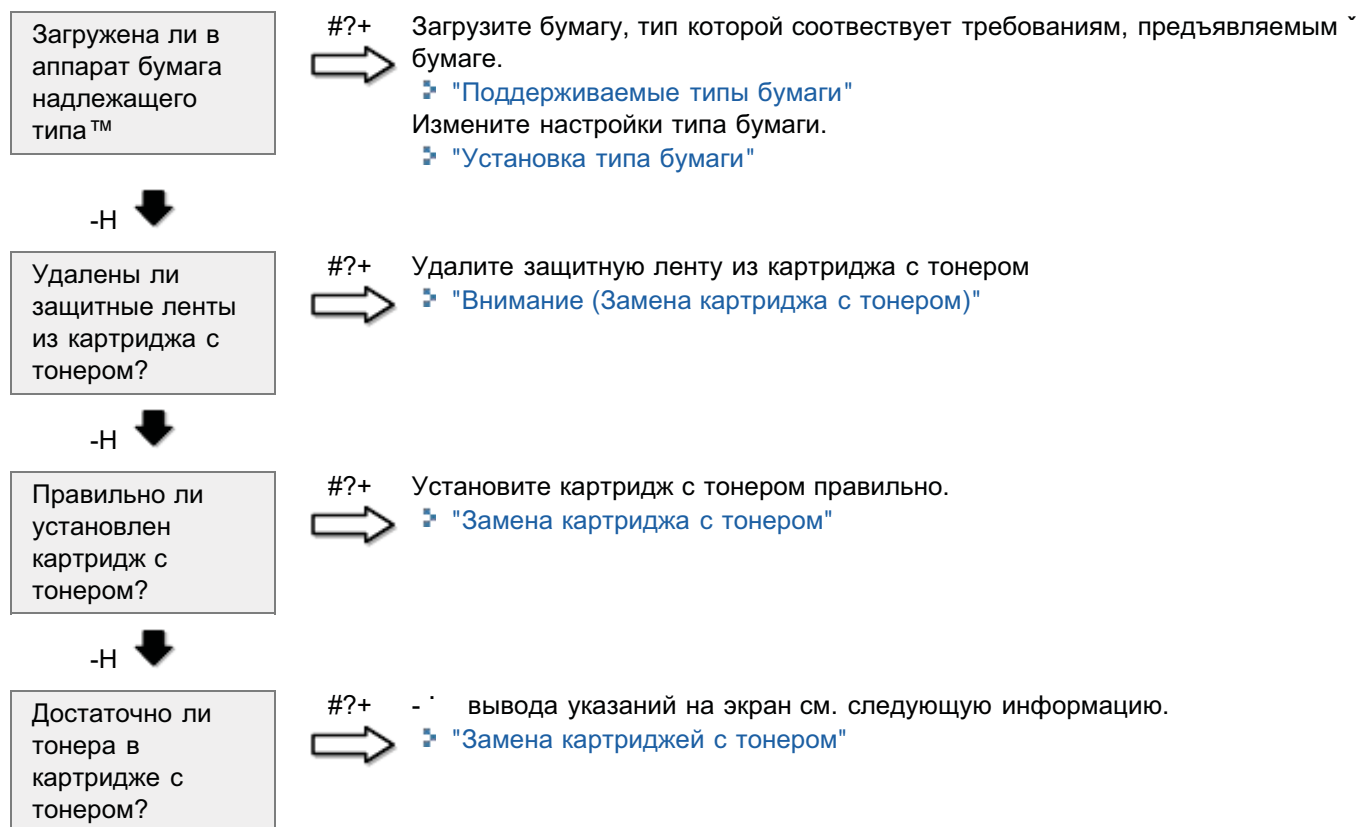 Загружена ли в
аппарат бумага
надлежащего
типа™
#?+
Загрузите бумагу, тип которой соотвествует требованиям, предъявляемым ˇ
бумаге.
"Поддерживаемые типы бумаги"
Измените настройки типа бумаги.
"Установка типа бумаги"
-Н
Удалены ли
защитные ленты
из картриджа с
тонером?
#?+
Удалите защитную ленту из картриджа с тонером
"Внимание (Замена картриджа с тонером)"
-Н
Правильно ли
установлен
картридж с
тонером?
#?+
Установите картридж с тонером правильно.
"Замена картриджа с тонером"
-Н
Достаточно ли
тонера в
картридже с
тонером?
#?+
- ˙ вывода указаний на экран см. следующую информацию.
"Замена картриджей с тонером"